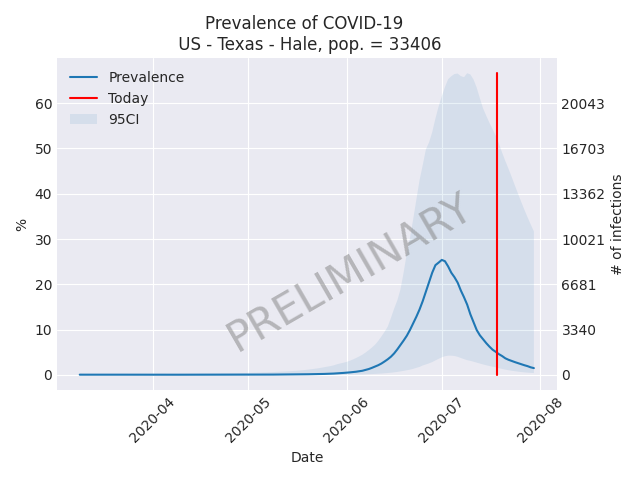 Prevalence of COVID-19
US - Texas - Hale, pop. = 33406
Prevalence
Today
95CI
60
50
40
30
20
10
0
%
20043
16703
13362
10021
6681
3340
0
# of infections
PRELIMINARY
2020-04
2020-05
2020-06
2020-07
2020-08
Date